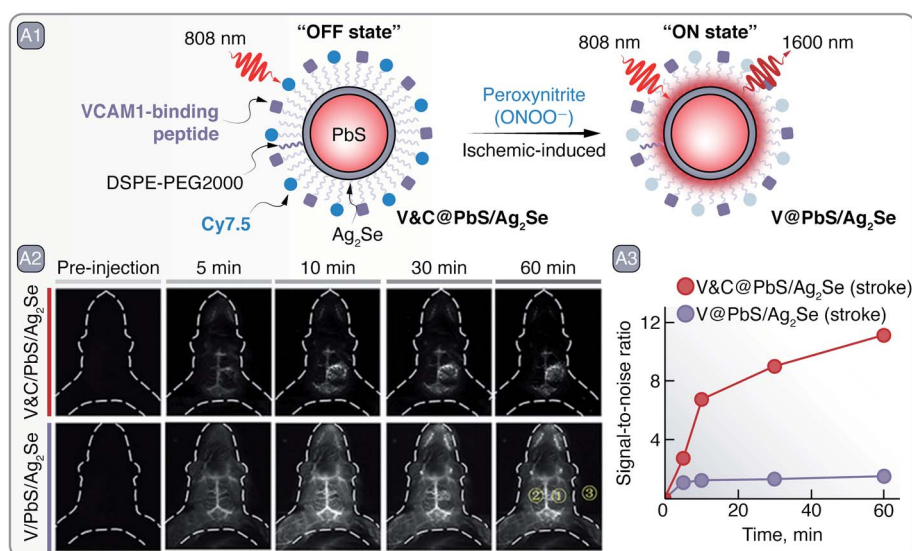 A1
"OFF state"
"ON state"
808 nm
808 nm
1600 nm
VCAM1-binding
peptide
PbS
Peroxynitrite
(ONOO⁻)
Ischemic-induced
DSPE-PEG2000
Cy7.5
Ag₂Se
V&C@PbS/Ag₂Se
V@PbS/Ag₂Se
A2
Pre-injection
5 min
10 min
30 min
60 min
V&C/PbS/Ag₂Se
V/PbS/Ag₂Se
② ① ③
A3
V&C@PbS/Ag₂Se (stroke)
V@PbS/Ag₂Se (stroke)
Signal-to-noise ratio
12
8
4
0
20
40
60
Time, min